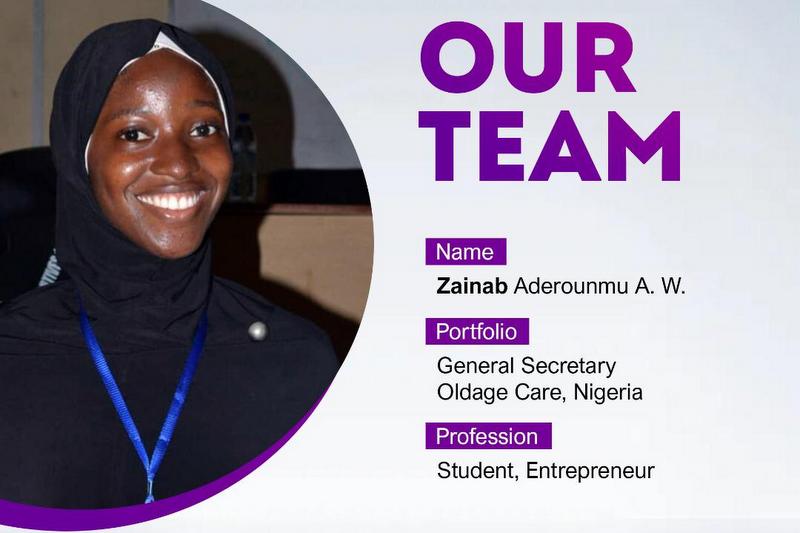 OUR
TEAM
Name
Zainab Aderounmu A. W.
Portfolio
General Secretary
Oldage Care, Nigeria
Profession
Student, Entrepreneur